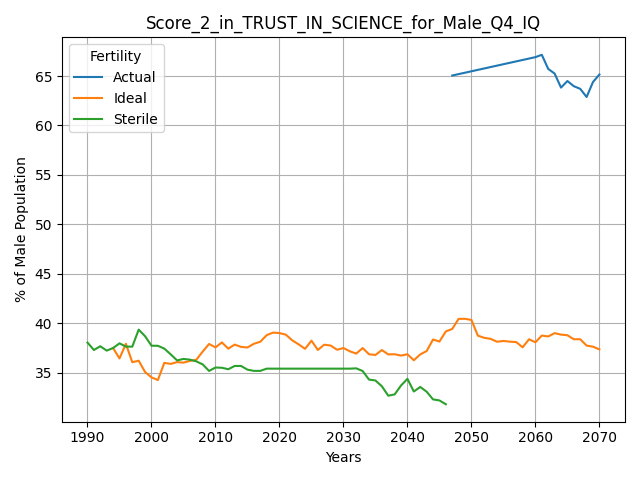 Score_2_in_TRUST_IN_SCIENCE_for_Male_Q4_IQ
Fertility
Actual
Ideal
Sterile
% of Male Population
65
60
55
50
45
40
35
1990 2000 2010 2020 2030 2040 2050 2060 2070
Years